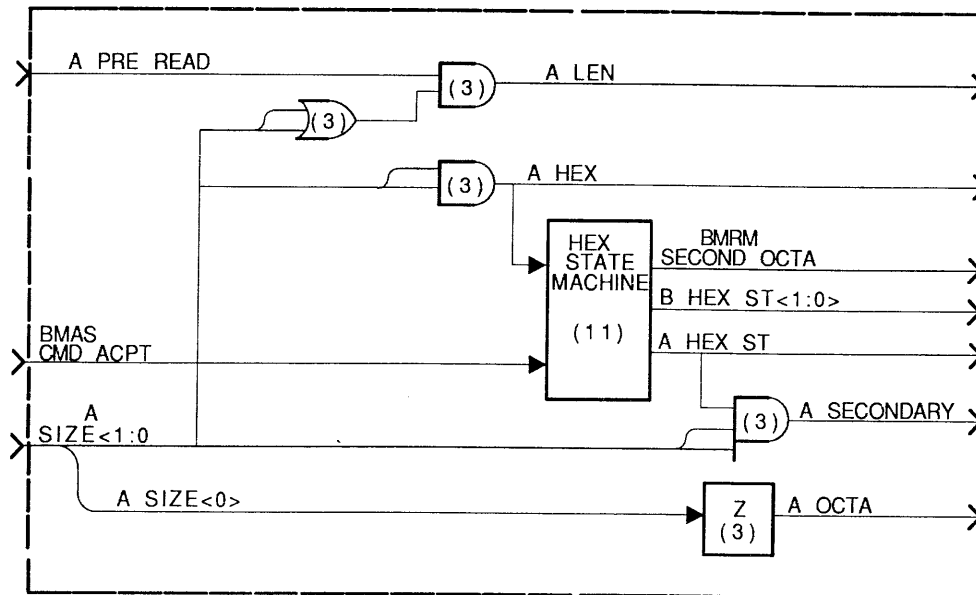 A PRE READ
(3)
A LEN
(3)
(3)
A HEX
HEX
STATE
MACHINE
(11)
BMRM
SECOND OCTA
B HEX ST<1:0>
BMAS
CMD ACPT
A HEX ST
A
SIZE<1:0
(3)
A SECONDARY
A SIZE<0>
Z
(3)
A OCTA